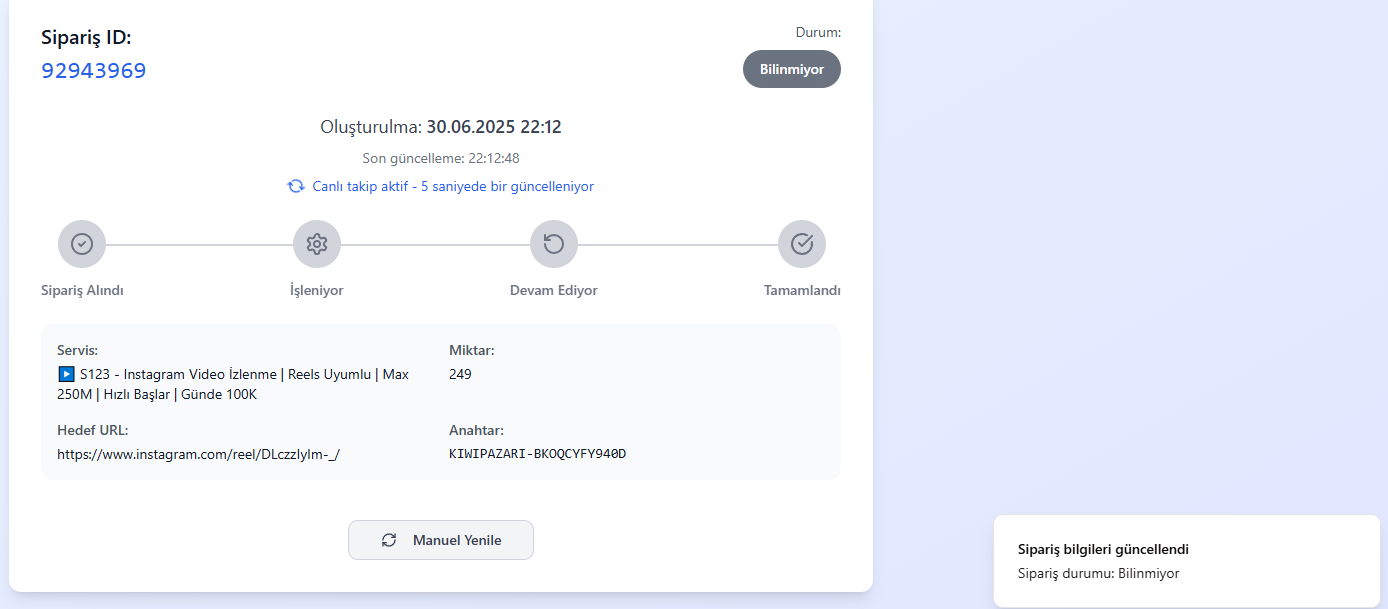 Sipariş ID:
92943969
Durum:
Bilinmiyor
Oluşturulma: 30.06.2025 22:12
Son güncelleme: 22:12:48
Canlı takip aktif - 5 saniyede bir güncelleniyor
Sipariş Alındı
İşleniyor
Devam Ediyor
Tamamlandı
Servis:
S123 - Instagram Video İzlenme | Reels Uyumlu | Max
250M | Hızlı Başlar | Günde 100K
Miktar:
249
Hedef URL:
https://www.instagram.com/reel/DLczzlylm-_/
Anahtar:
KIWIPAZARI-BKOQCYFY940D
Manuel Yenile
Sipariş bilgileri güncellendi
Sipariş durumu: Bilinmiyor